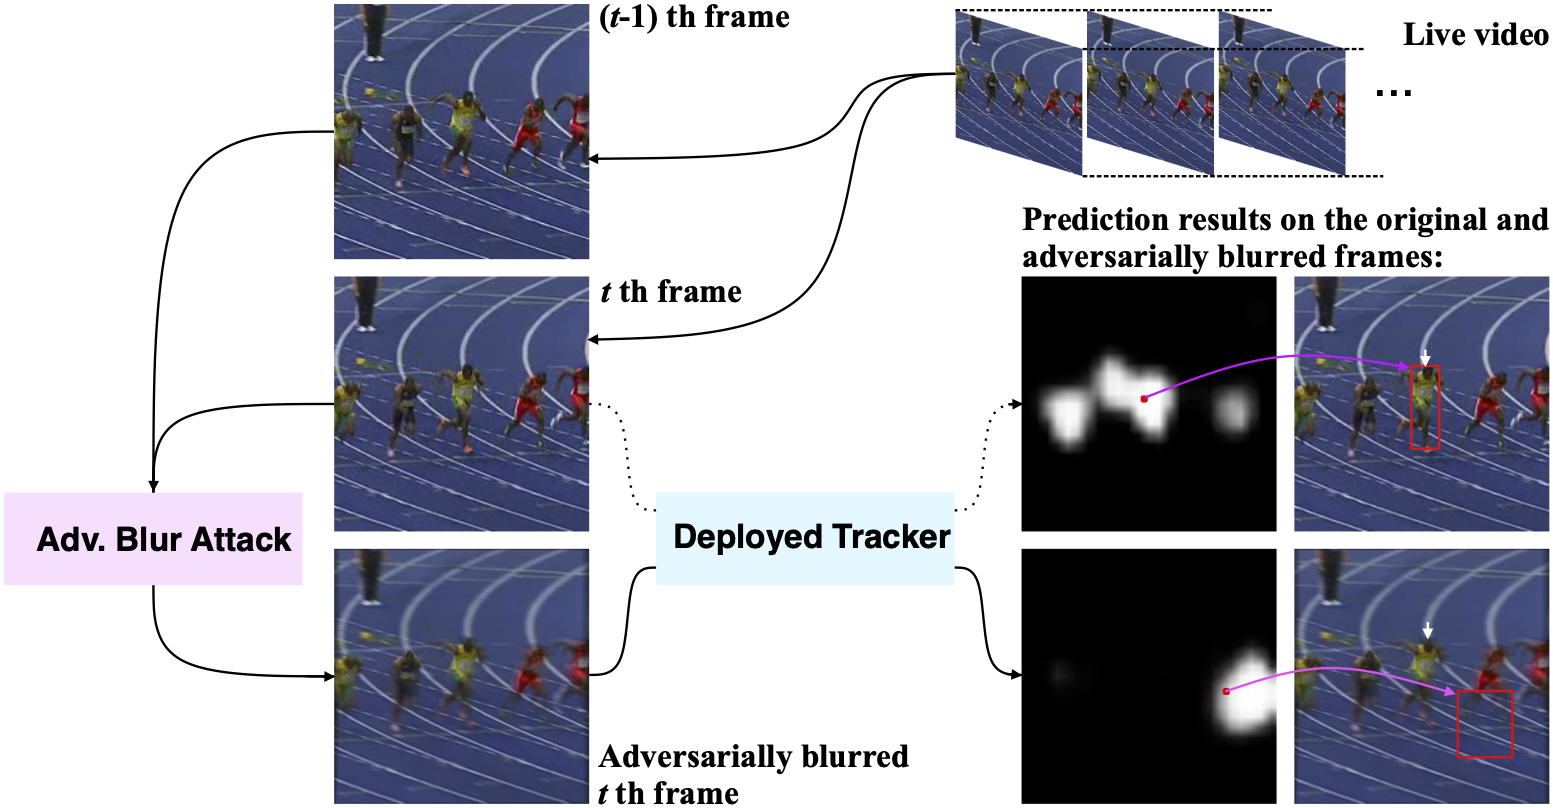 (t-1) th frame
Live video
...
Prediction results on the original and
adversarially blurred frames:
t th frame
Adv. Blur Attack
Deployed Tracker
Adversarially blurred
t th frame